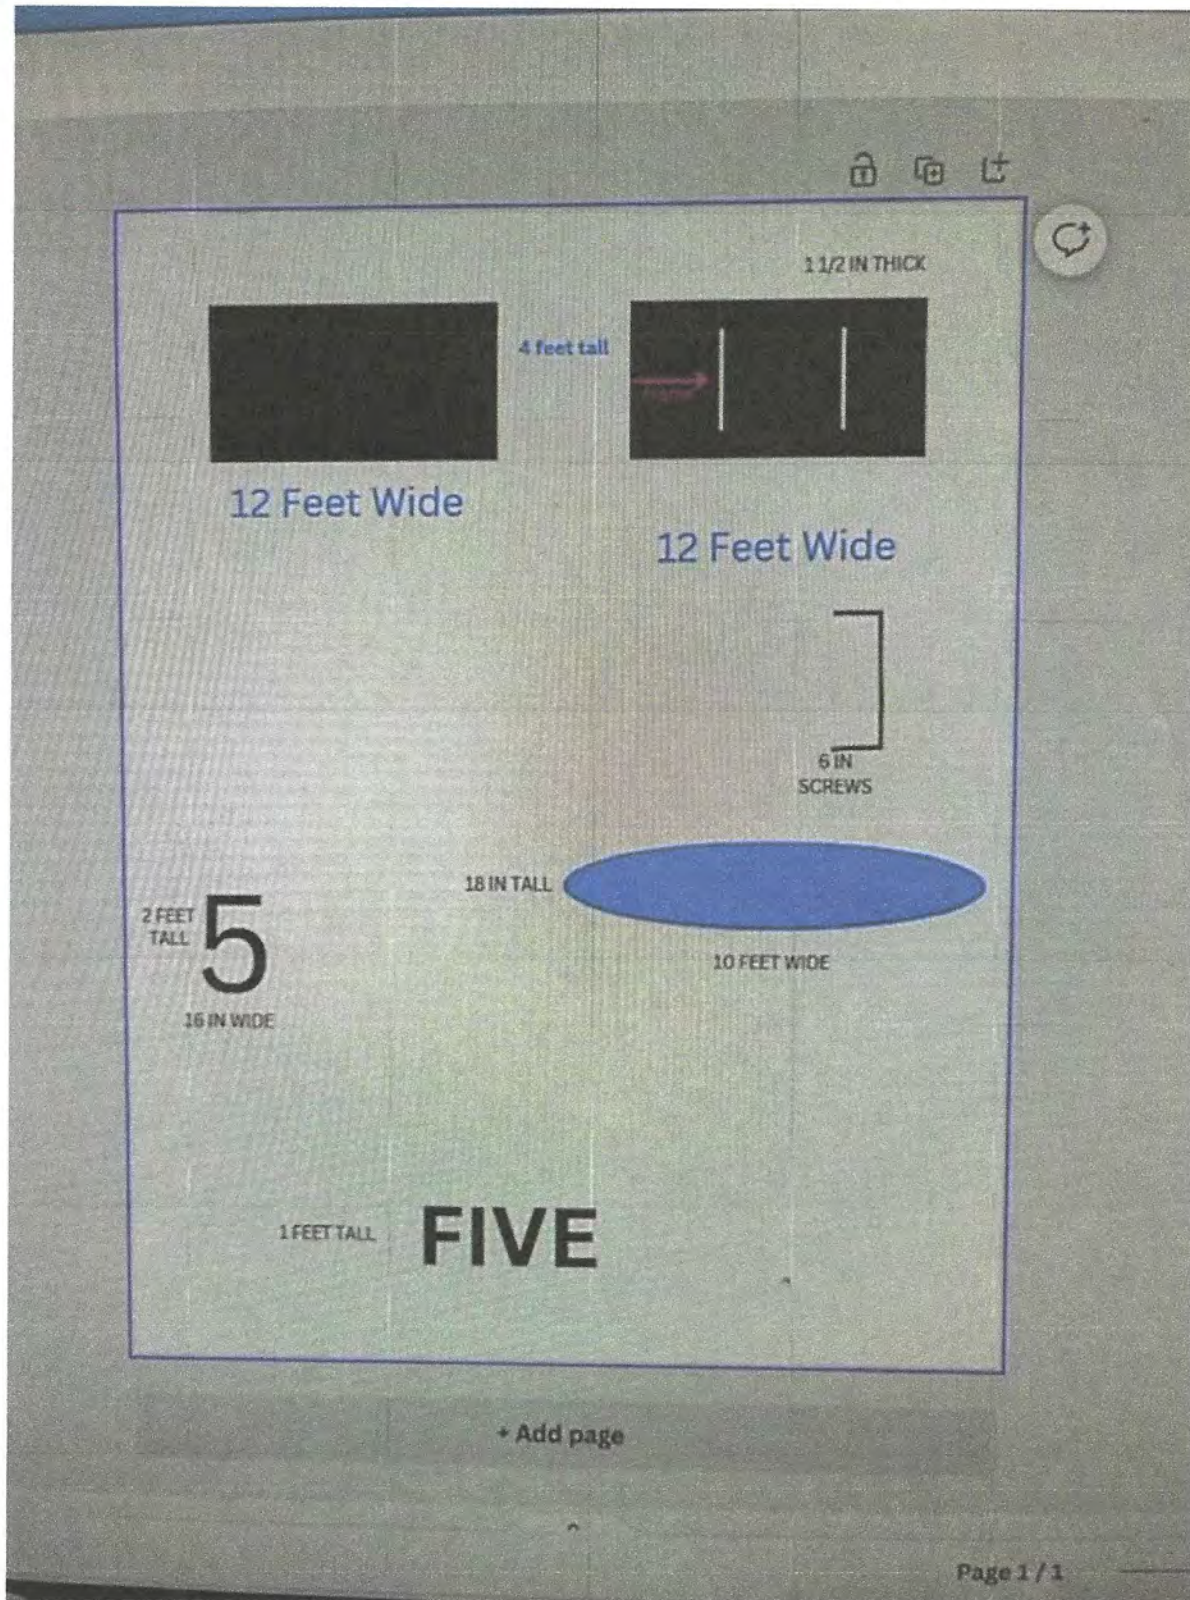 1 1/2 IN THICK
4 feet tall
Frame
12 Feet Wide
12 Feet Wide
6 IN
SCREWS
18 IN TALL
10 FEET WIDE
2 FEET
TALL
5
16 IN WIDE
1 FEET TALL
FIVE
+ Add page
Page 1 / 1